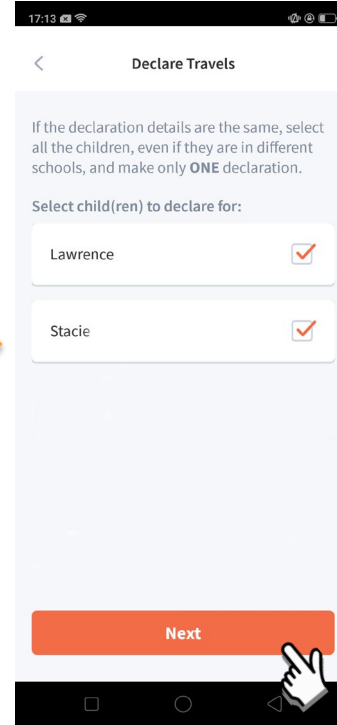 17:13
Declare Travels
If the declaration details are the same, select
all the children, even if they are in different
schools, and make only ONE declaration.
Select child(ren) to declare for:
Lawrence
Stacie
Next